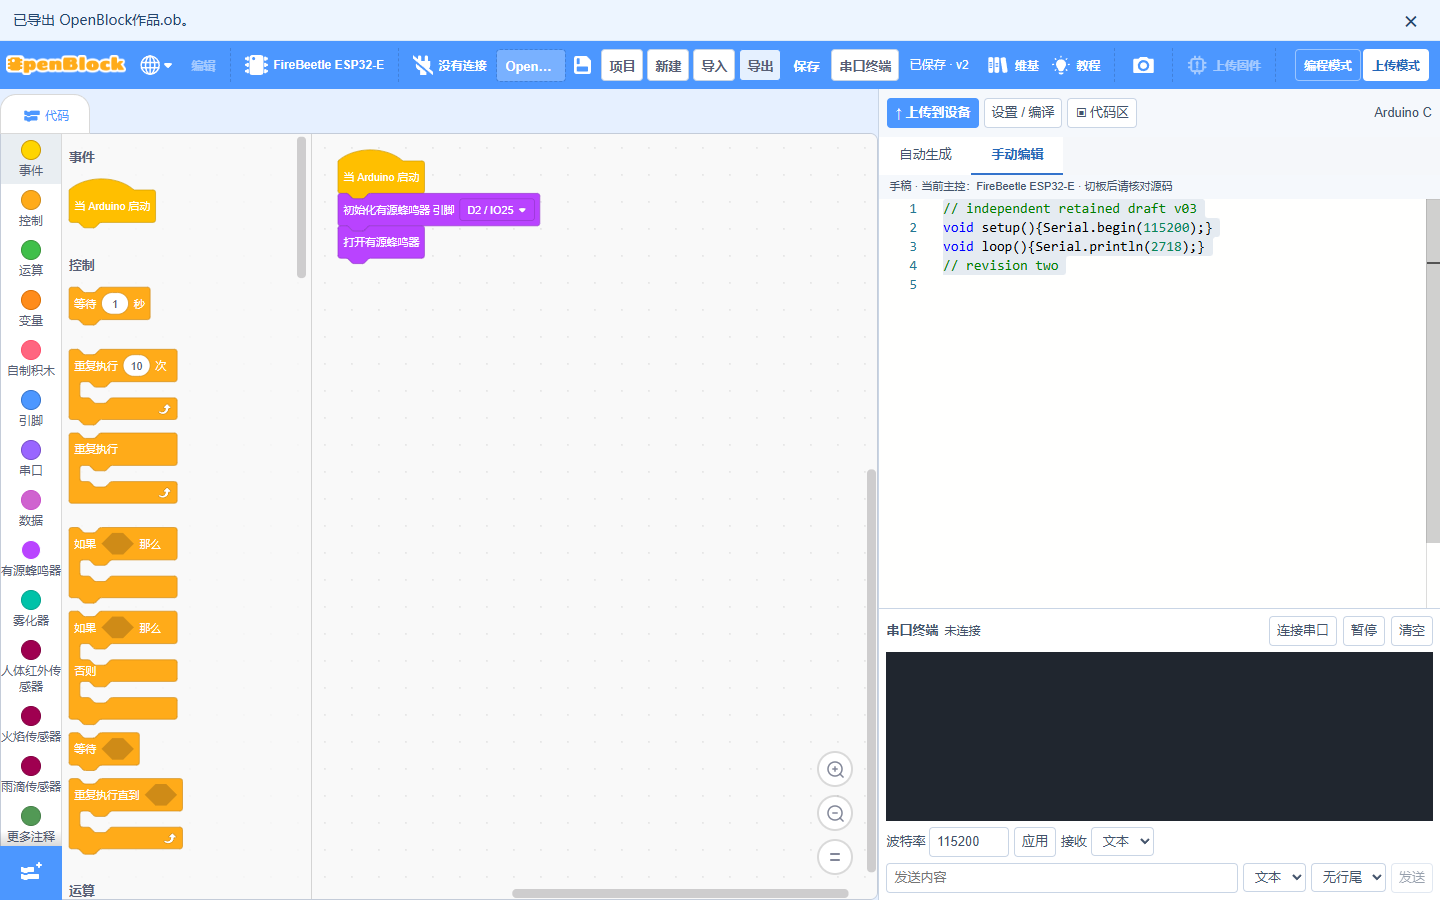 已导出 OpenBlock作品.ob。
OpenBlock
编辑
FireBeetle ESP32-E
没有连接
Open...
项目
新建
导入
导出
保存
串口终端
已保存 · v2
维基
教程
上传固件
编程模式
上传模式
代码
事件
控制
运算
变量
自制积木
引脚
串口
数据
有源蜂鸣器
雾化器
人体红外传
感器
火焰传感器
雨滴传感器
更多注释
事件
当 Arduino 启动
控制
等待 1 秒
重复执行 10 次
重复执行
如果 那么
如果 那么
否则
等待
重复执行直到
运算
当 Arduino 启动
初始化有源蜂鸣器 引脚 D2 / IO25
打开有源蜂鸣器
↑ 上传到设备
设置 / 编译
代码区
Arduino C
自动生成
手动编辑
手稿 · 当前主控：FireBeetle ESP32-E · 切板后请核对源码
1 // independent retained draft v03
2 void setup(){Serial.begin(115200);}
3 void loop(){Serial.println(2718);}
4 // revision two
5
串口终端 未连接
连接串口
暂停
清空
波特率 115200 应用 接收 文本
发送内容 文本 无行尾 发送